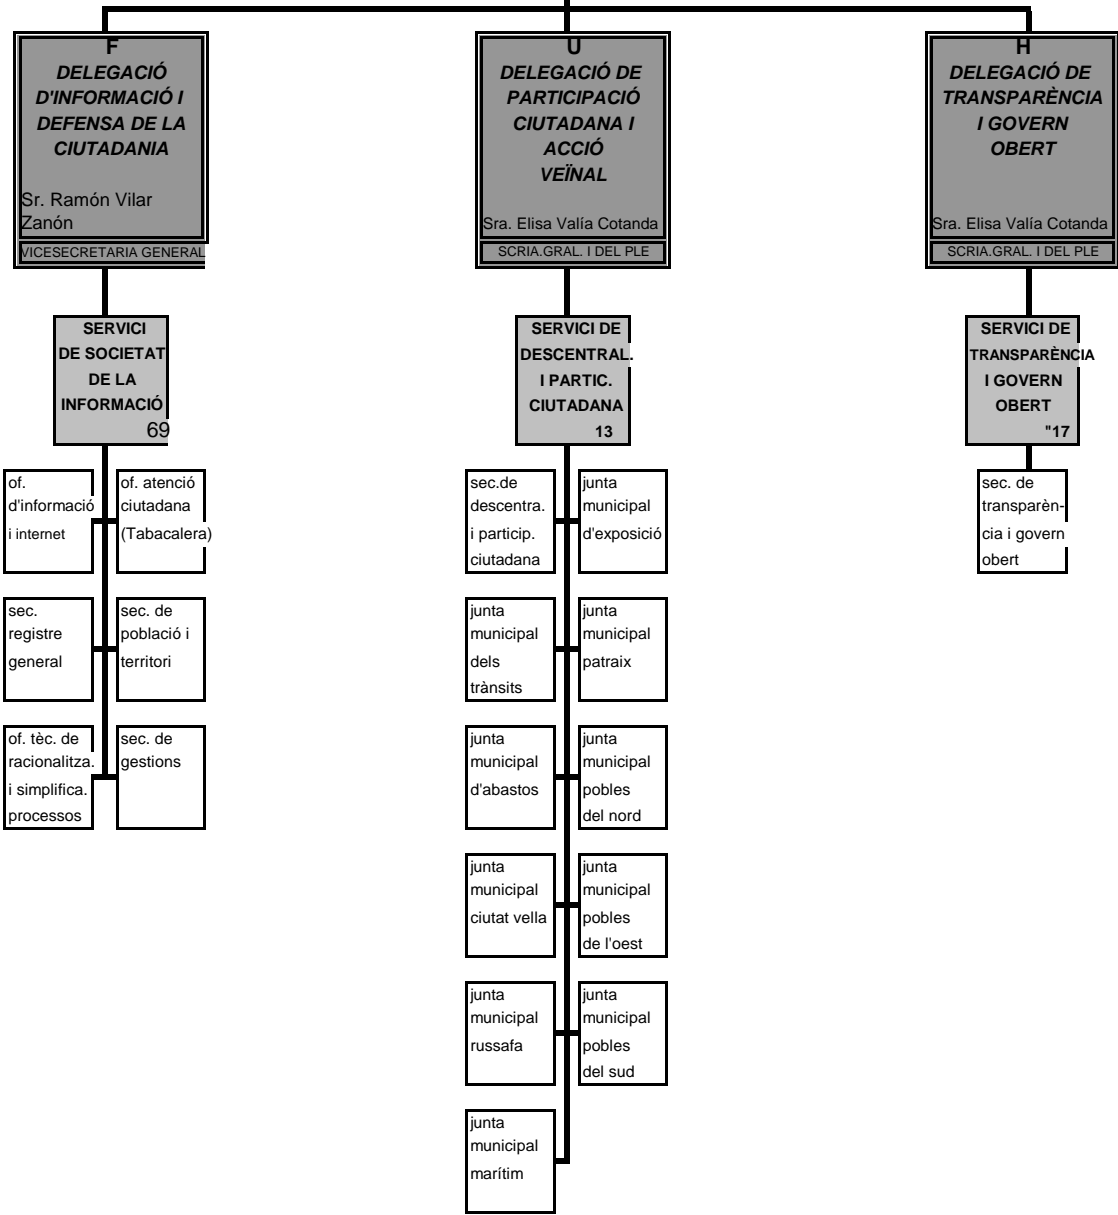 F
DELEGACIÓ
D'INFORMACIÓ I
DEFENSA DE LA
CIUTADANIA
Sr. Ramón Vilar
Zanón
VICESECRETARIA GENERAL
SERVICI
DE SOCIETAT
DE LA
INFORMACIÓ
69
of.
d'informació
i internet
of. atenció
ciutadana
(Tabacalera)
sec.
registre
general
sec. de
població i
territori
of. tèc. de
racionalitza.
i simplifica.
processos
sec. de
gestions
U
DELEGACIÓ DE
PARTICIPACIÓ
CIUTADANA I
ACCIÓ
VEÏNAL
Sra. Elisa Valía Cotanda
SCRIA.GRAL. I DEL PLE
SERVICI DE
DESCENTRAL.
I PARTIC.
CIUTADANA
13
sec.de
descentra.
i particip.
ciutadana
junta
municipal
d'exposició
junta
municipal
dels
trànsits
junta
municipal
patraix
junta
municipal
d'abastos
junta
municipal
pobles
del nord
junta
municipal
ciutat vella
junta
municipal
pobles
de l'oest
junta
municipal
russafa
junta
municipal
pobles
del sud
junta
municipal
marítim
H
DELEGACIÓ DE
TRANSPARÈNCIA
I GOVERN
OBERT
Sra. Elisa Valía Cotanda
SCRIA.GRAL. I DEL PLE
SERVICI DE
TRANSPARÈNCIA
I GOVERN
OBERT
"17
sec. de
transparèn-
cia i govern
obert